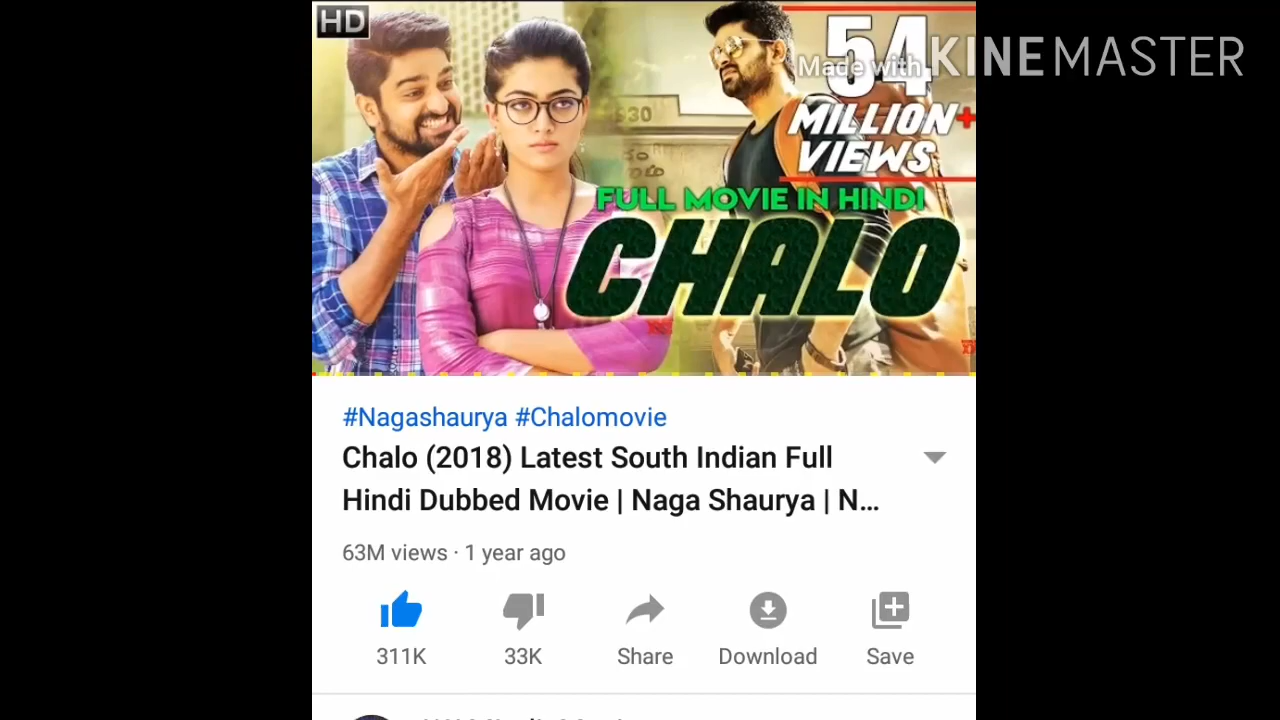 HD
Made with KINEMASTER
54
MILLION+
VIEWS
FULL MOVIE IN HINDI
CHALO
#Nagashaurya #Chalomovie
Chalo (2018) Latest South Indian Full
Hindi Dubbed Movie | Naga Shaurya | N...
63M views · 1 year ago
311K
33K
Share
Download
Save